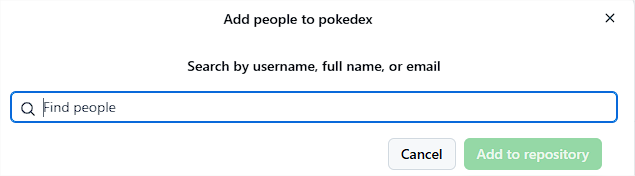 Add people to pokedex
Search by username, full name, or email
Find people
Cancel
Add to repository